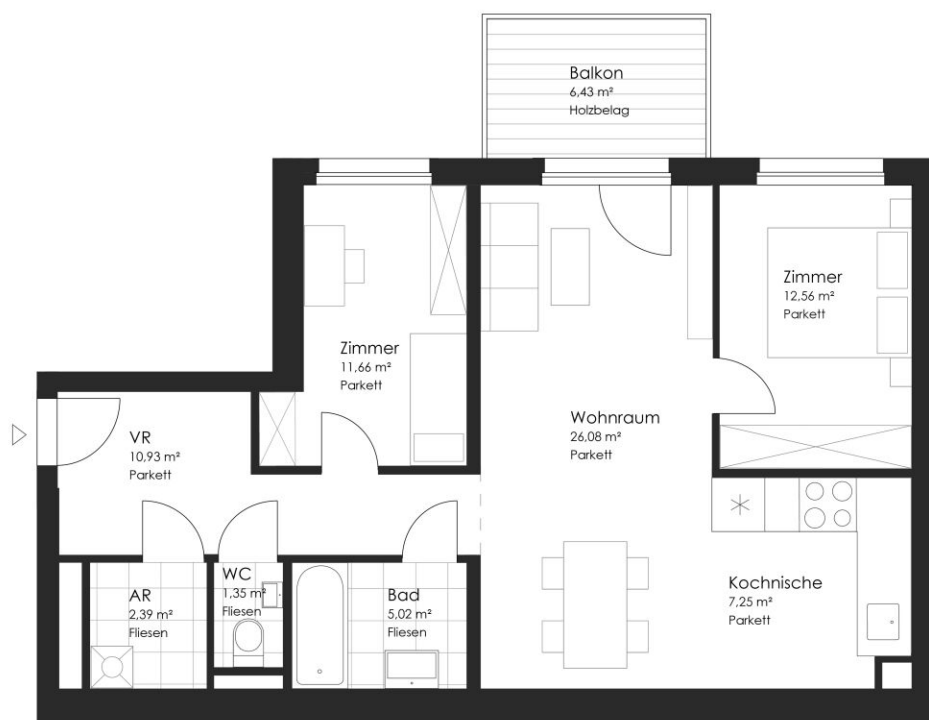 Balkon
6,43 m²
Holzbelag
Zimmer
12,56 m²
Parkett
Zimmer
11,66 m²
Parkett
Wohnraum
26,08 m²
Parkett
VR
10,93 m²
Parkett
WC
1,35 m²
Fliesen
AR
2,39 m²
Fliesen
Bad
5,02 m²
Fliesen
Kochnische
7,25 m²
Parkett